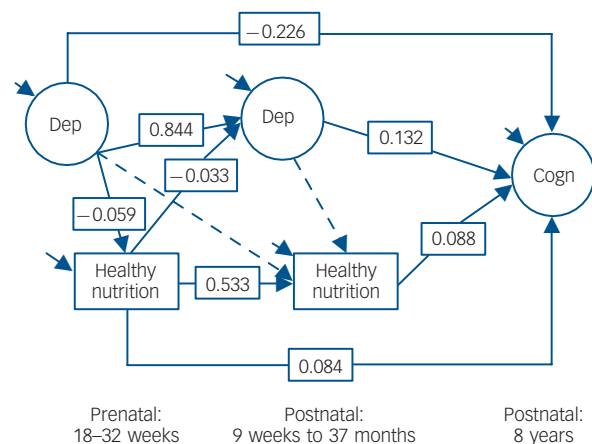 −0.226
Dep
Dep
0.844
0.132
−0.033
Cogn
−0.059
0.088
Healthy
nutrition
0.533
Healthy
nutrition
0.084
Prenatal:
18–32 weeks
Postnatal:
9 weeks to 37 months
Postnatal:
8 years